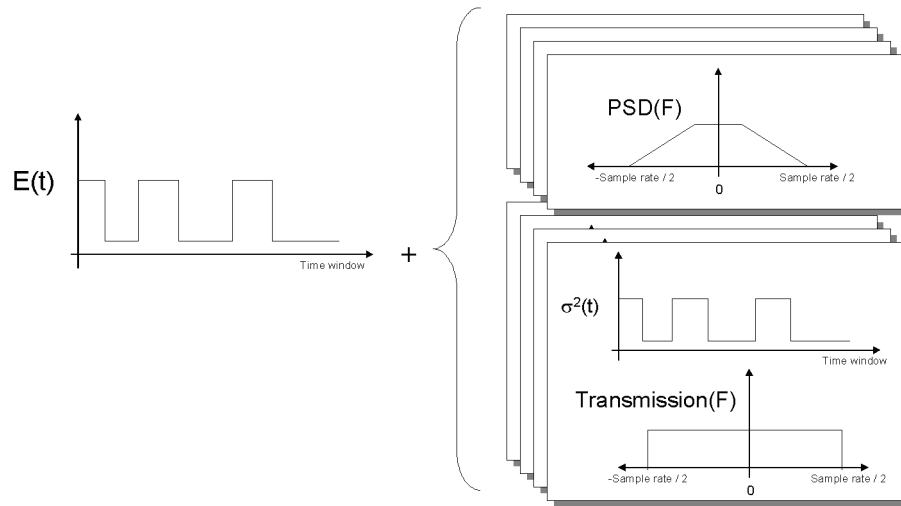 E(t)
Time window
+
PSD(F)
-Sample rate / 2
0
Sample rate / 2
σ²(t)
Time window
Transmission(F)
-Sample rate / 2
0
Sample rate / 2